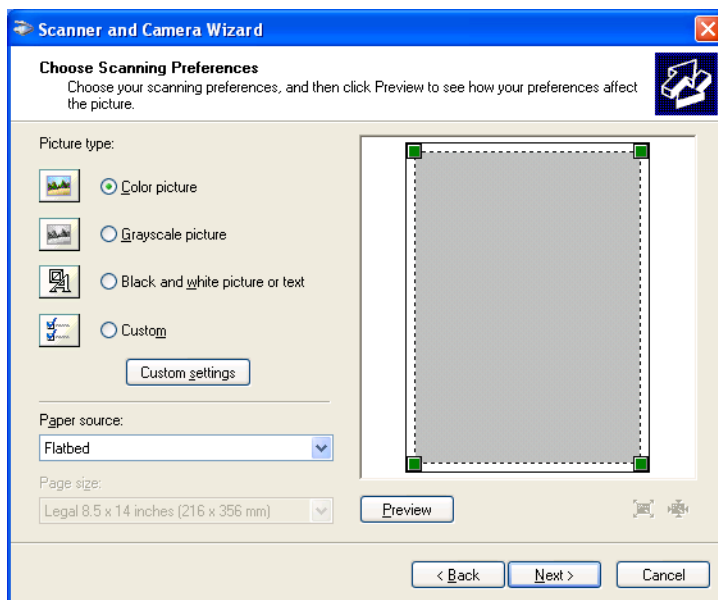 Scanner and Camera Wizard
Choose Scanning Preferences
Choose your scanning preferences, and then click Preview to see how your preferences affect
the picture.
Picture type:
Color picture
Grayscale picture
Black and white picture or text
Custom
Custom settings
Paper source:
Flatbed
Page size:
Legal 8.5 x 14 inches (216 x 356 mm)
Preview
< Back
Next >
Cancel